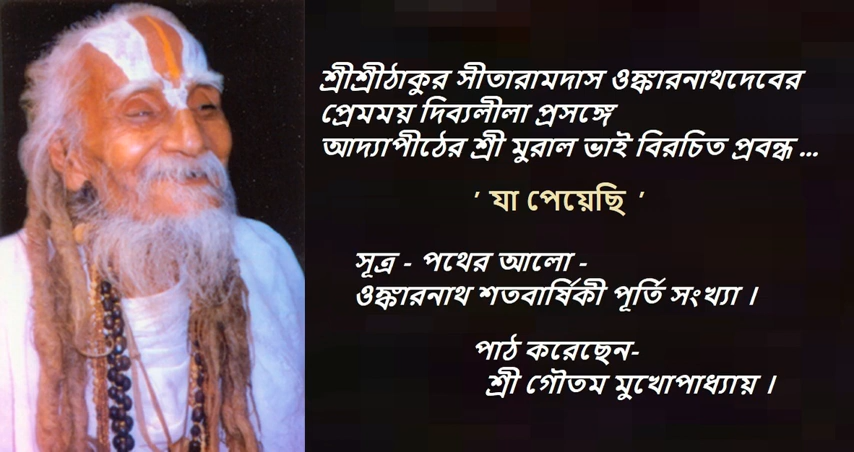 শ্রীশ্রীঠাকুর সীতারামদাস ওঙ্কারনাথদেবের
প্রেমময় দিব্যলীলা প্রসঙ্গে
আদ্যাপীঠের শ্রী মুরাল ভাই বিরচিত প্রবন্ধ ...
' যা পেয়েছি '
সূত্র - পথের আলো -
ওঙ্কারনাথ শতবার্ষিকী পূর্তি সংখ্যা ।
পাঠ করেছেন-
শ্রী গৌতম মুখোপাধ্যায় ।